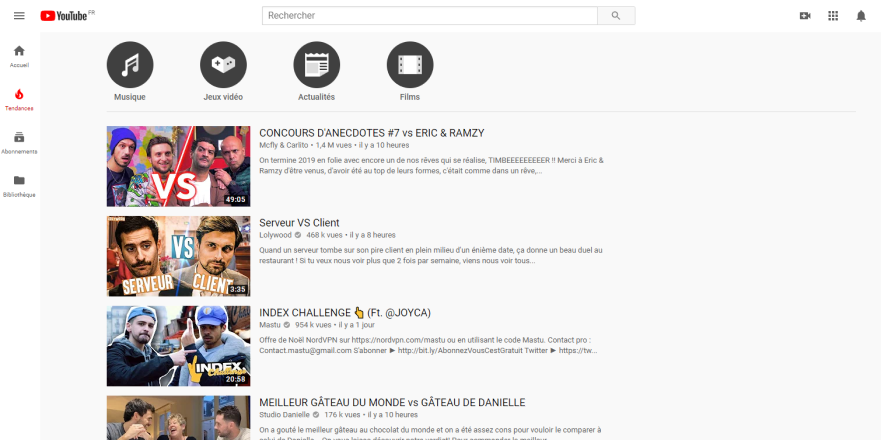 YouTube FR
Rechercher
Accueil
Tendances
Abonnements
Bibliothèque
Musique
Jeux vidéo
Actualités
Films
VS
49:05
CONCOURS D'ANECDOTES #7 vs ERIC & RAMZY
Mcfly & Carlito • 1,4 M vues • il y a 10 heures
On termine 2019 en folie avec encore un de nos rêves qui se réalise, TIMBEEEEEEEEER !! Merci à Eric &
Ramzy d'être venus, d'avoir été au top de leurs formes, c'était comme dans un rêve,...
VS
SERVEUR
CLIENT
3:35
Serveur VS Client
Lolywood 468 k vues • il y a 8 heures
Quand un serveur tombe sur son pire client en plein milieu d'un énième date, ça donne un beau duel au
restaurant ! Si tu veux nous voir plus que 2 fois par semaine, viens nous voir tous...
INDEX
Challenge
20:58
INDEX CHALLENGE 👆 (Ft. @JOYCA)
Mastu 954 k vues • il y a 1 jour
Offre de Noël NordVPN sur https://nordvpn.com/mastu ou en utilisant le code Mastu. Contact pro :
Contact.mastu@gmail.com S'abonner ► http://bit.ly/AbonnezVousCestGratuit Twitter ► https://tw...
MEILLEUR GÂTEAU DU MONDE vs GÂTEAU DE DANIELLE
Studio Danielle 176 k vues • il y a 10 heures
On a gouté le meilleur gâteau au chocolat du monde et on a été assez cons pour vouloir le comparer à